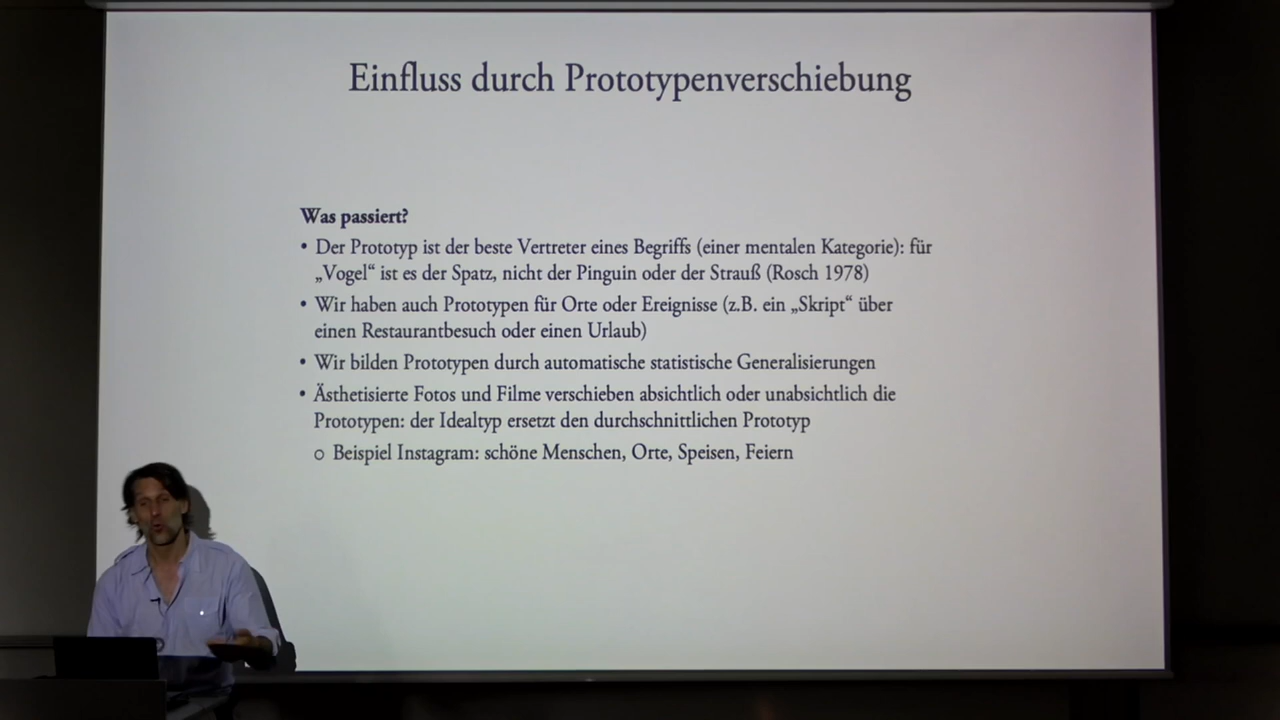 Einfluss durch Prototypenverschiebung
Was passiert?
• Der Prototyp ist der beste Vertreter eines Begriffs (einer mentalen Kategorie): für
„Vogel“ ist es der Spatz, nicht der Pinguin oder der Strauß (Rosch 1978)
• Wir haben auch Prototypen für Orte oder Ereignisse (z.B. ein „Skript“ über
einen Restaurantbesuch oder einen Urlaub)
• Wir bilden Prototypen durch automatische statistische Generalisierungen
• Ästhetisierte Fotos und Filme verschieben absichtlich oder unabsichtlich die
Prototypen: der Idealtyp ersetzt den durchschnittlichen Prototyp
○ Beispiel Instagram: schöne Menschen, Orte, Speisen, Feiern